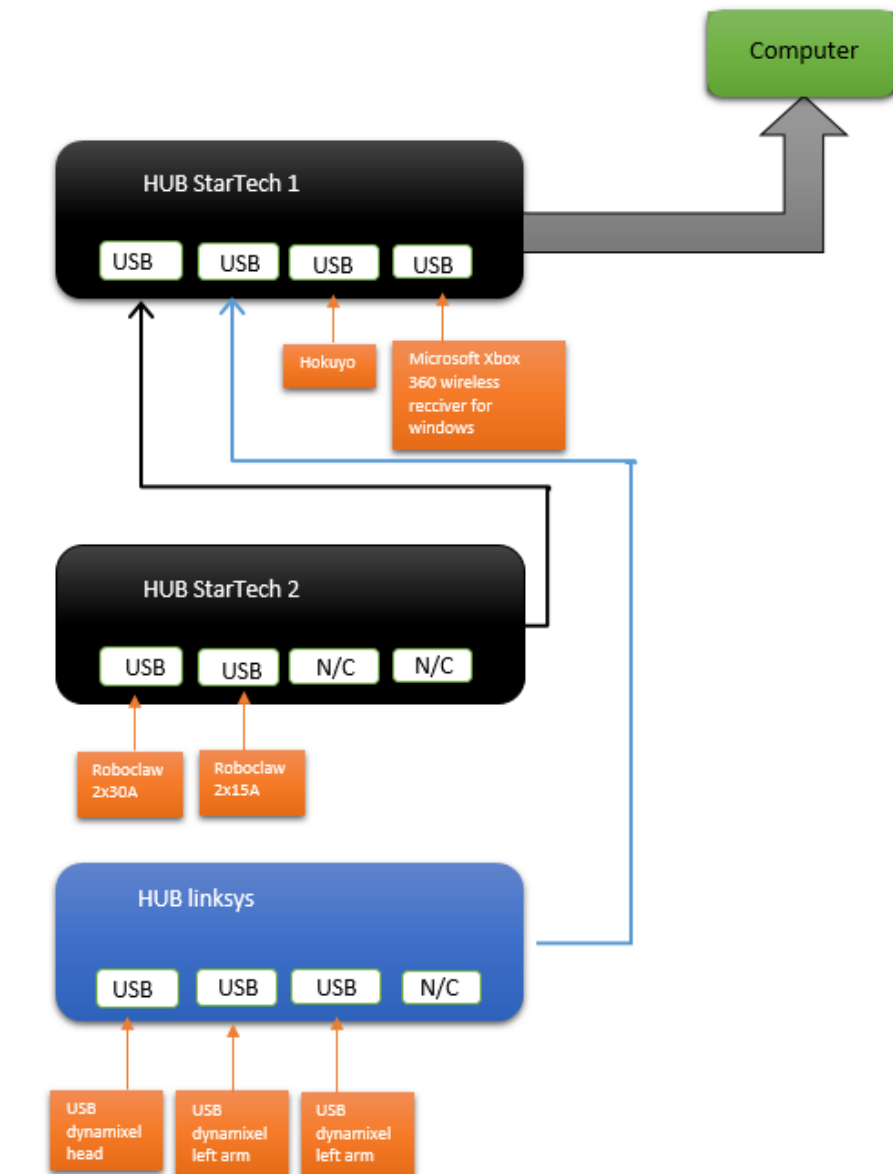 Computer
HUB StarTech 1
USB USB USB USB
Hokuyo
Microsoft Xbox
360 wireless
recciver for
windows
HUB StarTech 2
USB USB N/C N/C
Roboclaw
2x30A
Roboclaw
2x15A
HUB linksys
USB USB USB N/C
USB
dynamixel
head
USB
dynamixel
left arm
USB
dynamixel
left arm